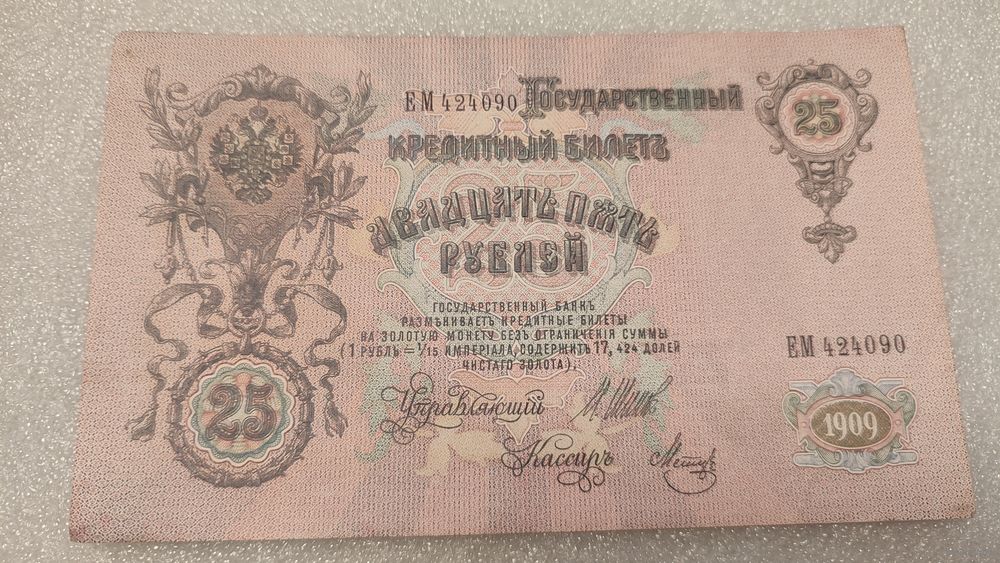 ЕМ 424090 Государственный
25
Кредитный Билетъ
Двадцать пять
рублей
Государственный Банкъ
размѣниваетъ кредитные билеты
на золотую монету безъ ограниченія суммы
(1 рубль = 1/15 имперіала, содержитъ 17, 424 долей
чистаго золота).
ЕМ 424090
25
Управляющій
1909
Кассиръ